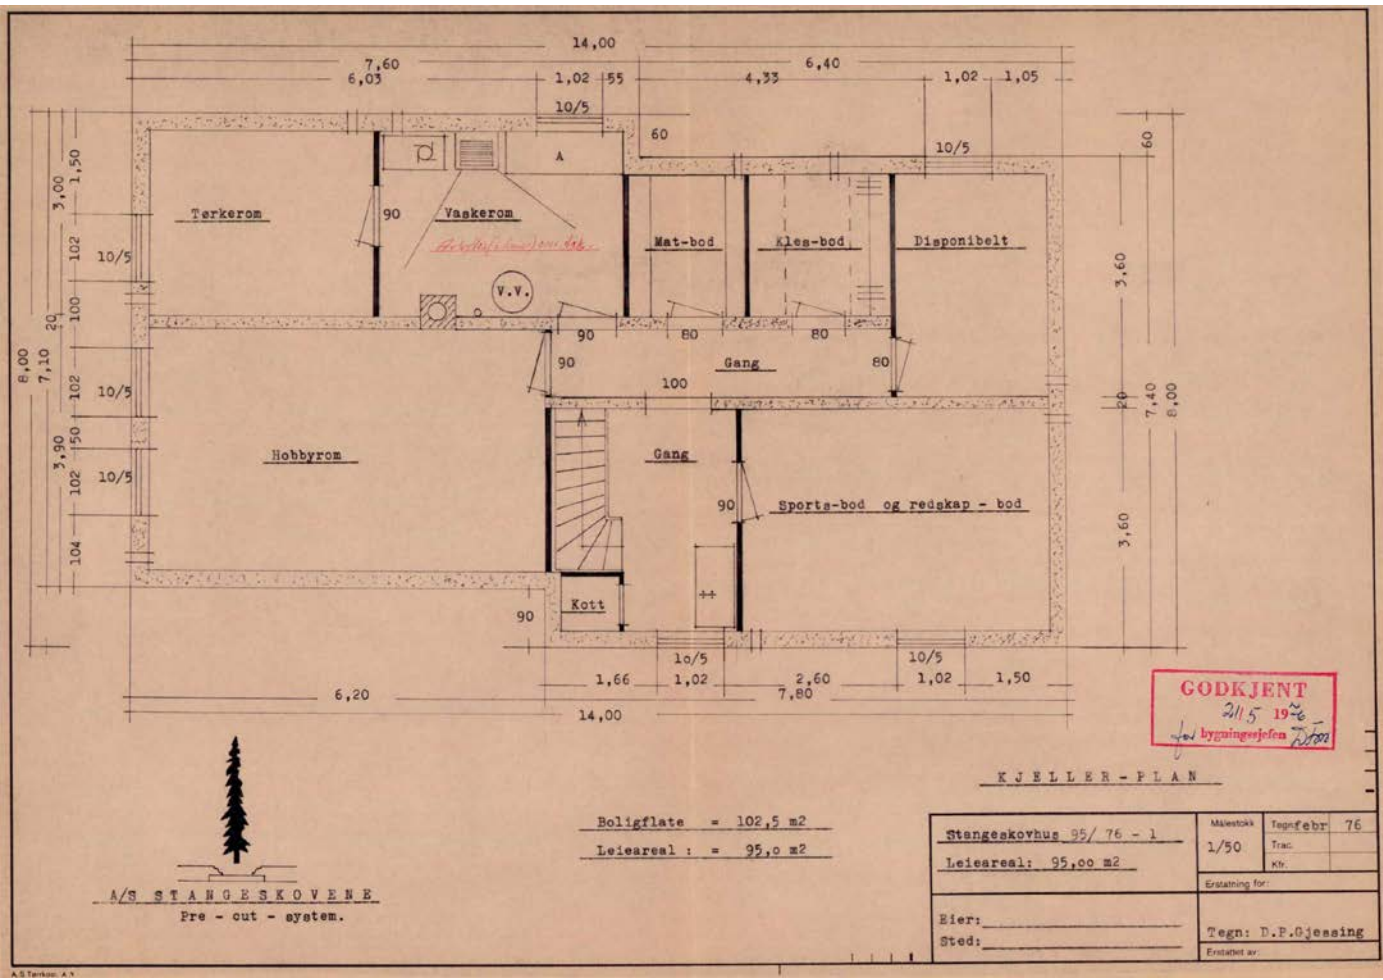 14,00
7,60
6,40
6,03
1,02
55
4,33
1,02
1,05
10/5
60
10/5
60
1,50
3,00
102
10/5
100
20
8,00
7,10
102
10/5
50
3,90
102
10/5
104
Tørkerom
90
Vaskerom
A
V.V.
Mat-bod
Kles-bod
Disponibelt
3,60
90
80
80
90
Gang
80
100
20
7,40
8,00
Hobbyrom
Gang
90
Sports-bod og redskap - bod
3,60
Kott
90
1o/5
10/5
1,66
1,02
2,60
1,02
1,50
6,20
7,80
14,00
GODKJENT
21/5 1976
for bygningssjefen
KJELLER-PLAN
Boligflate = 102,5 m2
Leieareal : = 95,o m2
A/S STANGESKOVENE
Pre - cut - system.
Stangeskovhus 95/ 76 - 1
Leieareal: 95,oo m2
Målestokk
1/50
Tegn: febr 76
Trac.
Kfr.
Erstatning for:
Eier:
Sted:
Tegn: D.P.Gjessing
Erstattet av: